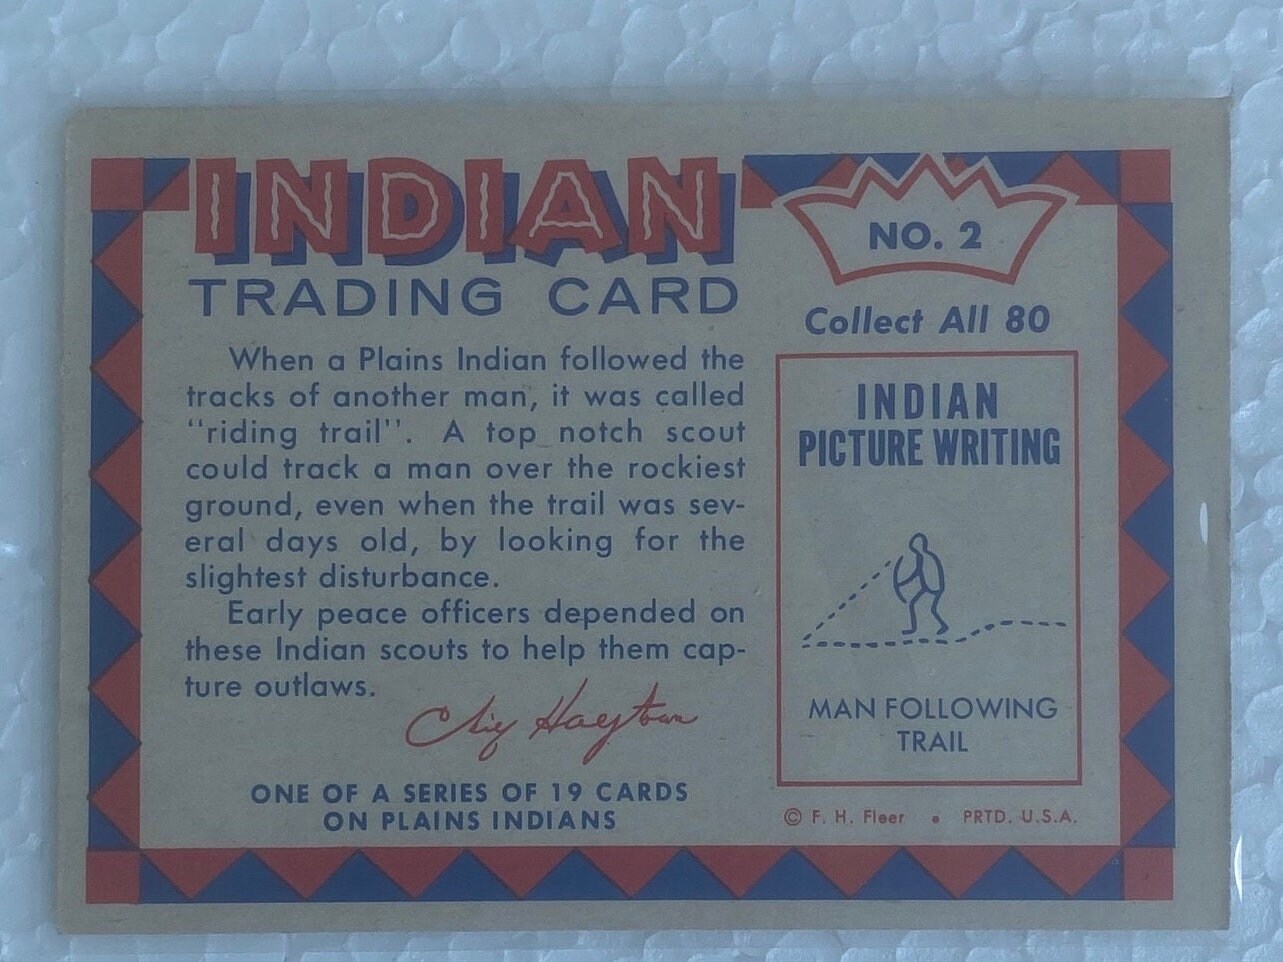 INDIAN
TRADING CARD
NO. 2
Collect All 80
When a Plains Indian followed the
tracks of another man, it was called
"riding trail". A top notch scout
could track a man over the rockiest
ground, even when the trail was sev-
eral days old, by looking for the
slightest disturbance.
Early peace officers depended on
these Indian scouts to help them cap-
ture outlaws.
Chief Haytown
ONE OF A SERIES OF 19 CARDS
ON PLAINS INDIANS
INDIAN
PICTURE WRITING
MAN FOLLOWING
TRAIL
© F. H. Fleer • PRTD. U.S.A.